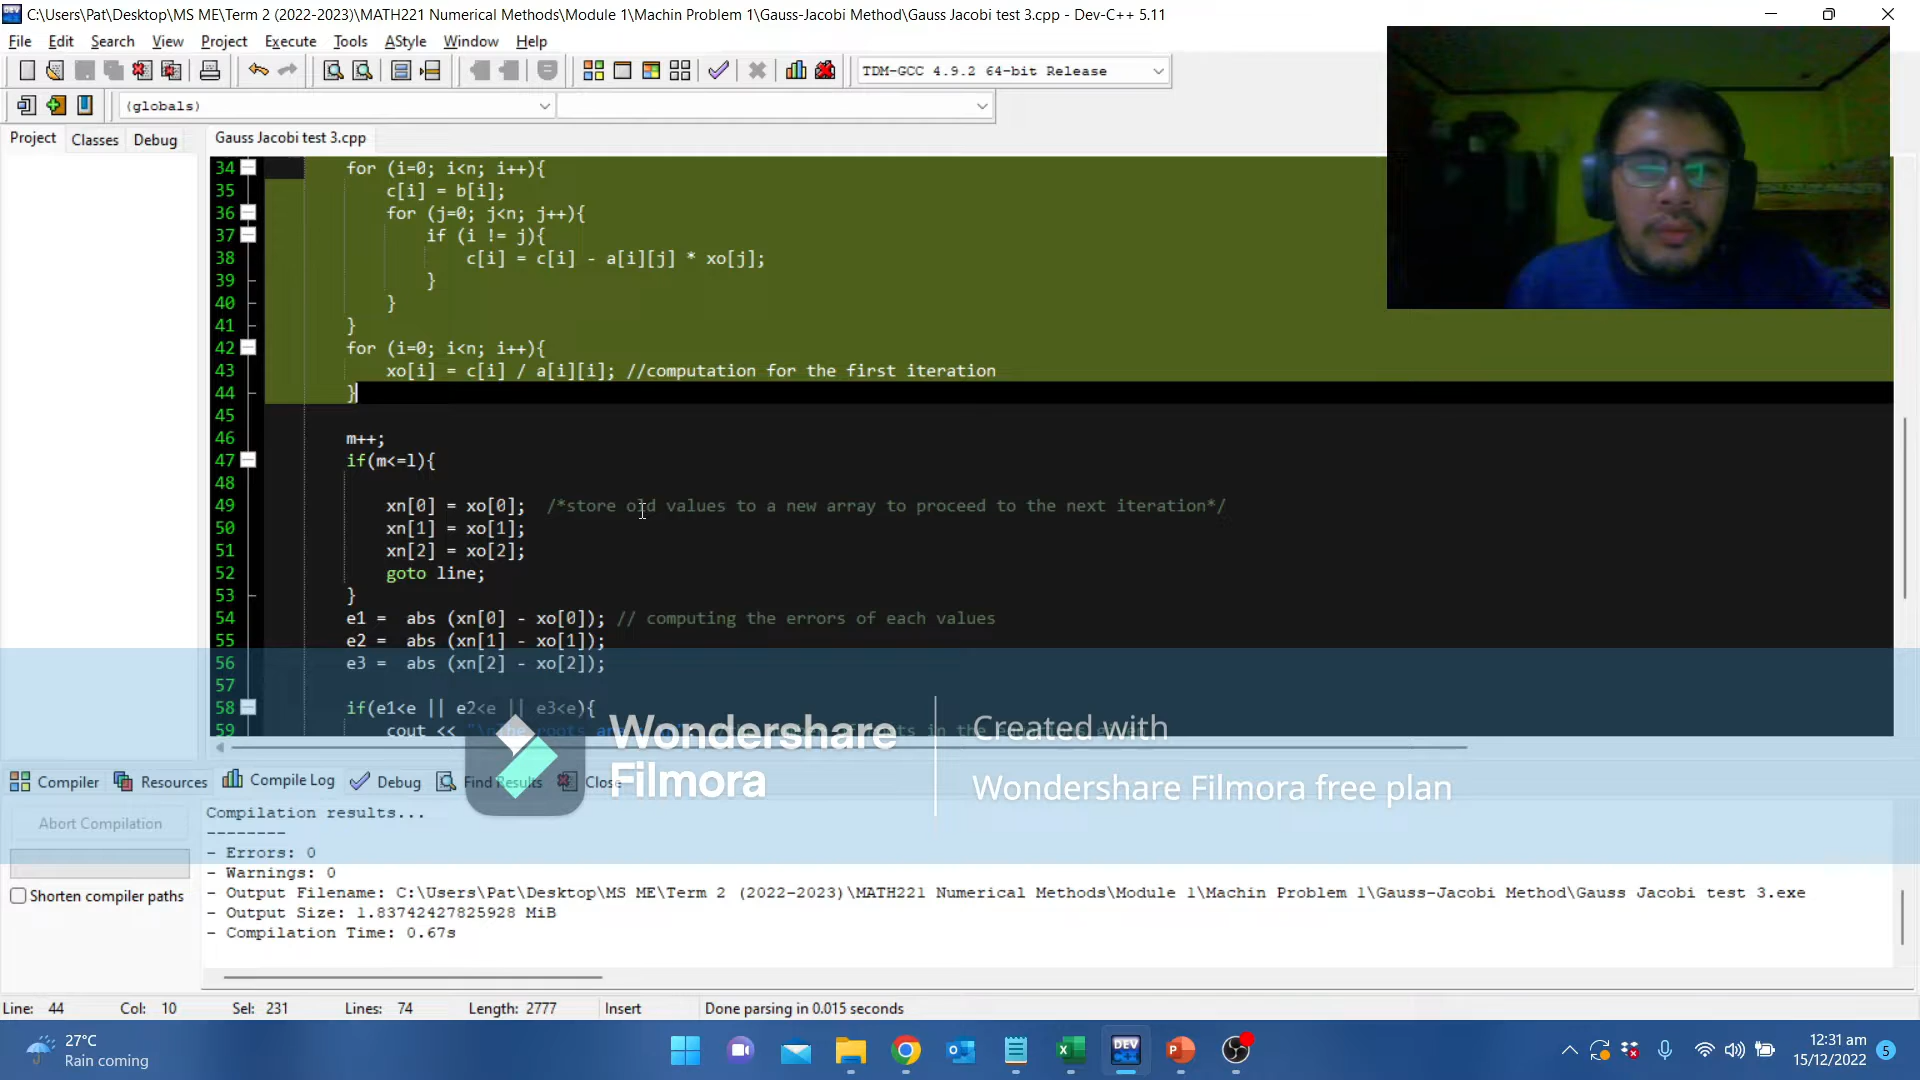 C:\Users\Pat\Desktop\MS ME\Term 2 (2022-2023)\MATH221 Numerical Methods\Module 1\Machin Problem 1\Gauss-Jacobi Method\Gauss Jacobi test 3.cpp - Dev-C++ 5.11
File Edit Search View Project Execute Tools AStyle Window Help
TDM-GCC 4.9.2 64-bit Release
(globals)
Project Classes Debug Gauss Jacobi test 3.cpp
34 for (i=0; i<n; i++){
35 c[i] = b[i];
36 for (j=0; j<n; j++){
37 if (i != j){
38 c[i] = c[i] - a[i][j] * xo[j];
39 }
40 }
41 }
42 for (i=0; i<n; i++){
43 xo[i] = c[i] / a[i][i]; //computation for the first iteration
44 }
45
46 m++;
47 if(m<=l){
48
49 xn[0] = xo[0]; /*store old values to a new array to proceed to the next iteration*/
50 xn[1] = xo[1];
51 xn[2] = xo[2];
52 goto line;
53 }
54 e1 = abs (xn[0] - xo[0]); // computing the errors of each values
55 e2 = abs (xn[1] - xo[1]);
56 e3 = abs (xn[2] - xo[2]);
57
58 if(e1<e || e2<e || e3<e){
59 cout << in the
Wondershare Filmora
Created with
Wondershare Filmora free plan
Compiler Resources Compile Log Debug Find Results Close
Abort Compilation
Shorten compiler paths
Compilation results...
--------
- Errors: 0
- Warnings: 0
- Output Filename: C:\Users\Pat\Desktop\MS ME\Term 2 (2022-2023)\MATH221 Numerical Methods\Module 1\Machin Problem 1\Gauss-Jacobi Method\Gauss Jacobi test 3.exe
- Output Size: 1.83742427825928 MiB
- Compilation Time: 0.67s
Line: 44 Col: 10 Sel: 231 Lines: 74 Length: 2777 Insert Done parsing in 0.015 seconds
27°C
Rain coming
DEV
12:31 am
15/12/2022
5